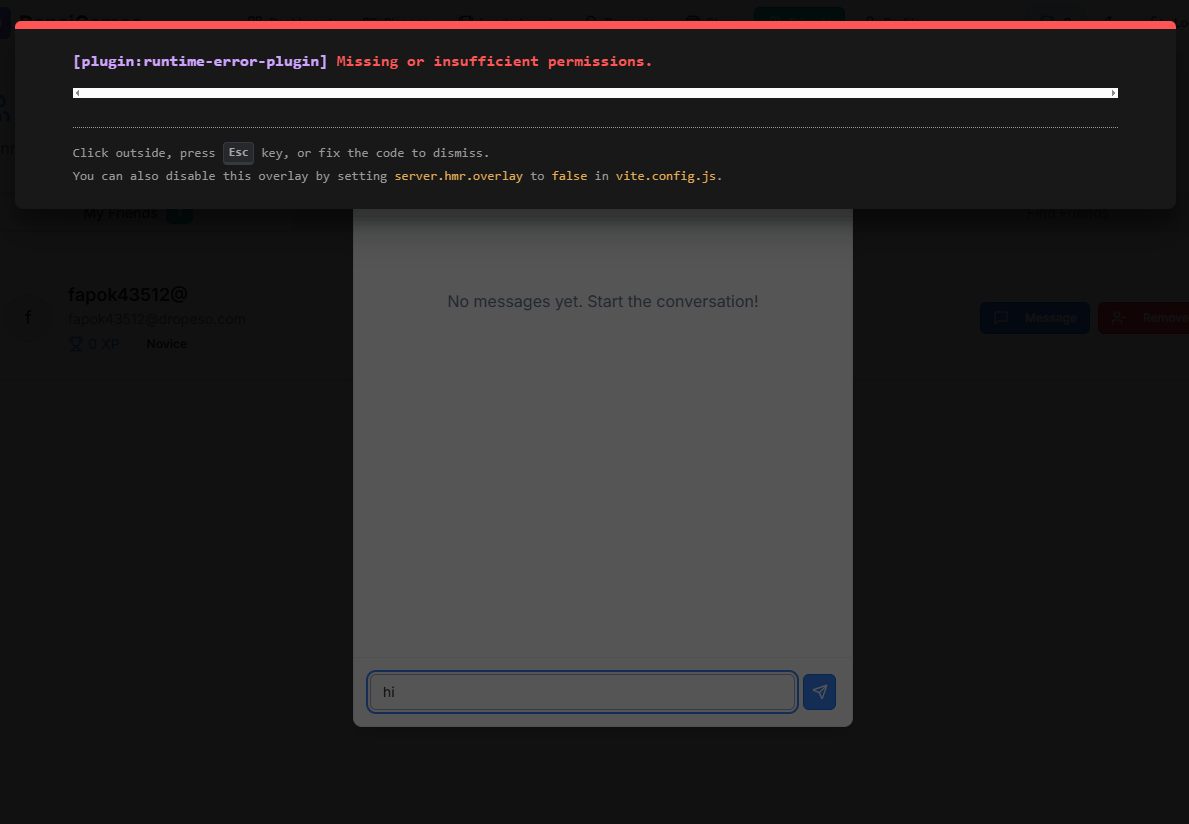 [plugin:runtime-error-plugin] Missing or insufficient permissions.
Click outside, press Esc key, or fix the code to dismiss.
You can also disable this overlay by setting server.hmr.overlay to false in vite.config.js.
My Friends
Find Friends
No messages yet. Start the conversation!
fapok43512@
fapok43512@dropeso.com
f
Message
Remove
0 XP
Novice
hi